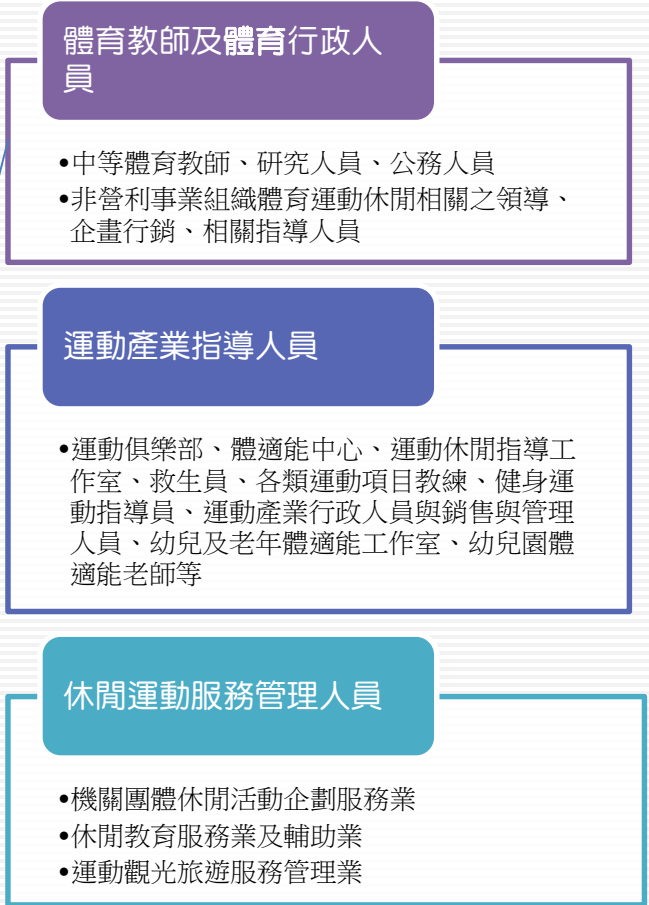 體育教師及體育行政人
員
•中等體育教師、研究人員、公務人員
•非營利事業組織體育運動休閒相關之領導、
企畫行銷、相關指導人員
運動產業指導人員
•運動俱樂部、體適能中心、運動休閒指導工
作室、救生員、各類運動項目教練、健身運
動指導員、運動產業行政人員與銷售與管理
人員、幼兒及老年體適能工作室、幼兒園體
適能老師等
休閒運動服務管理人員
•機關團體休閒活動企劃服務業
•休閒教育服務業及輔助業
•運動觀光旅遊服務管理業